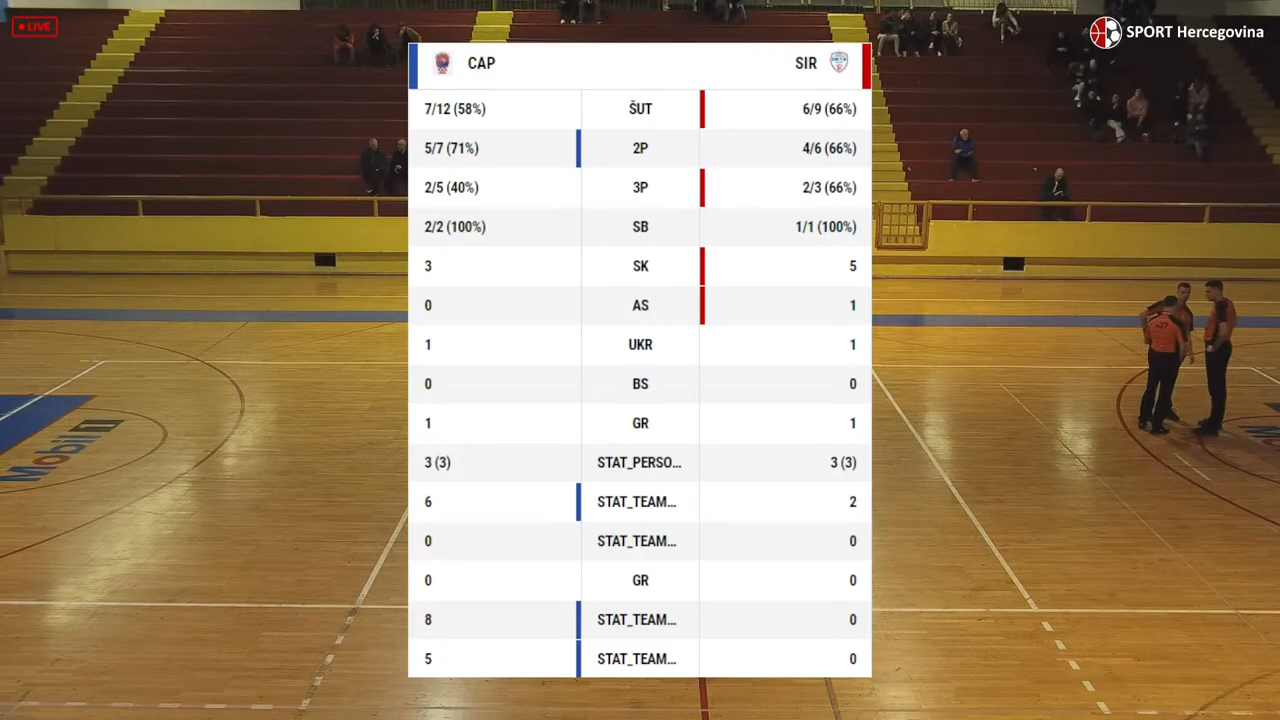 LIVE
SPORT Hercegovina
CAP SIR
7/12 (58%) ŠUT 6/9 (66%)
5/7 (71%) 2P 4/6 (66%)
2/5 (40%) 3P 2/3 (66%)
2/2 (100%) SB 1/1 (100%)
3 SK 5
0 AS 1
1 UKR 1
0 BS 0
1 GR 1
3 (3) STAT_PERSO... 3 (3)
6 STAT_TEAM... 2
0 STAT_TEAM... 0
0 GR 0
8 STAT_TEAM... 0
5 STAT_TEAM... 0
Mobil 1